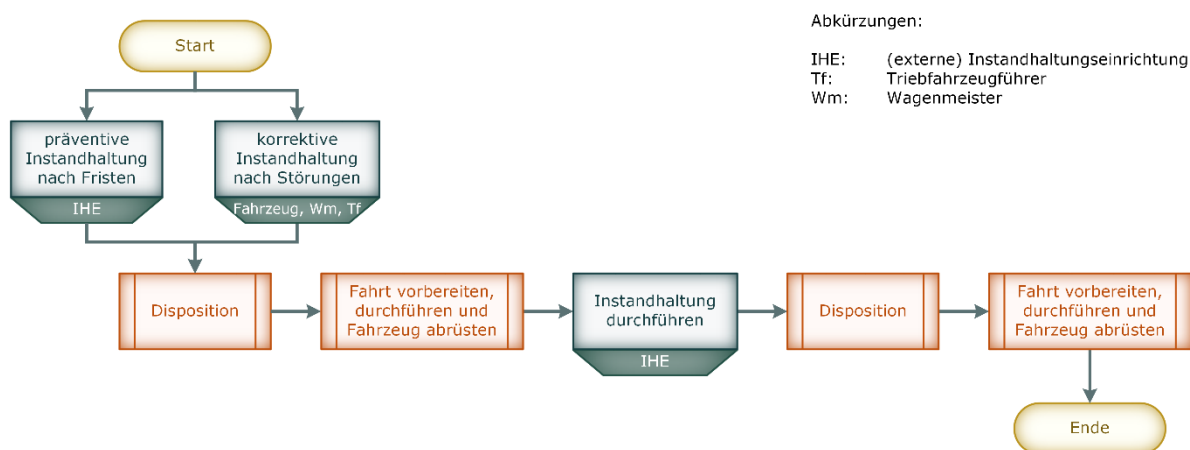 Start
Abkürzungen:
IHE: (externe) Instandhaltungseinrichtung
Tf: Triebfahrzeugführer
Wm: Wagenmeister
präventive
Instandhaltung
nach Fristen
IHE
korrektive
Instandhaltung
nach Störungen
Fahrzeug, Wm, Tf
Disposition
Fahrt vorbereiten,
durchführen und
Fahrzeug abrüsten
Instandhaltung
durchführen
IHE
Disposition
Fahrt vorbereiten,
durchführen und
Fahrzeug abrüsten
Ende